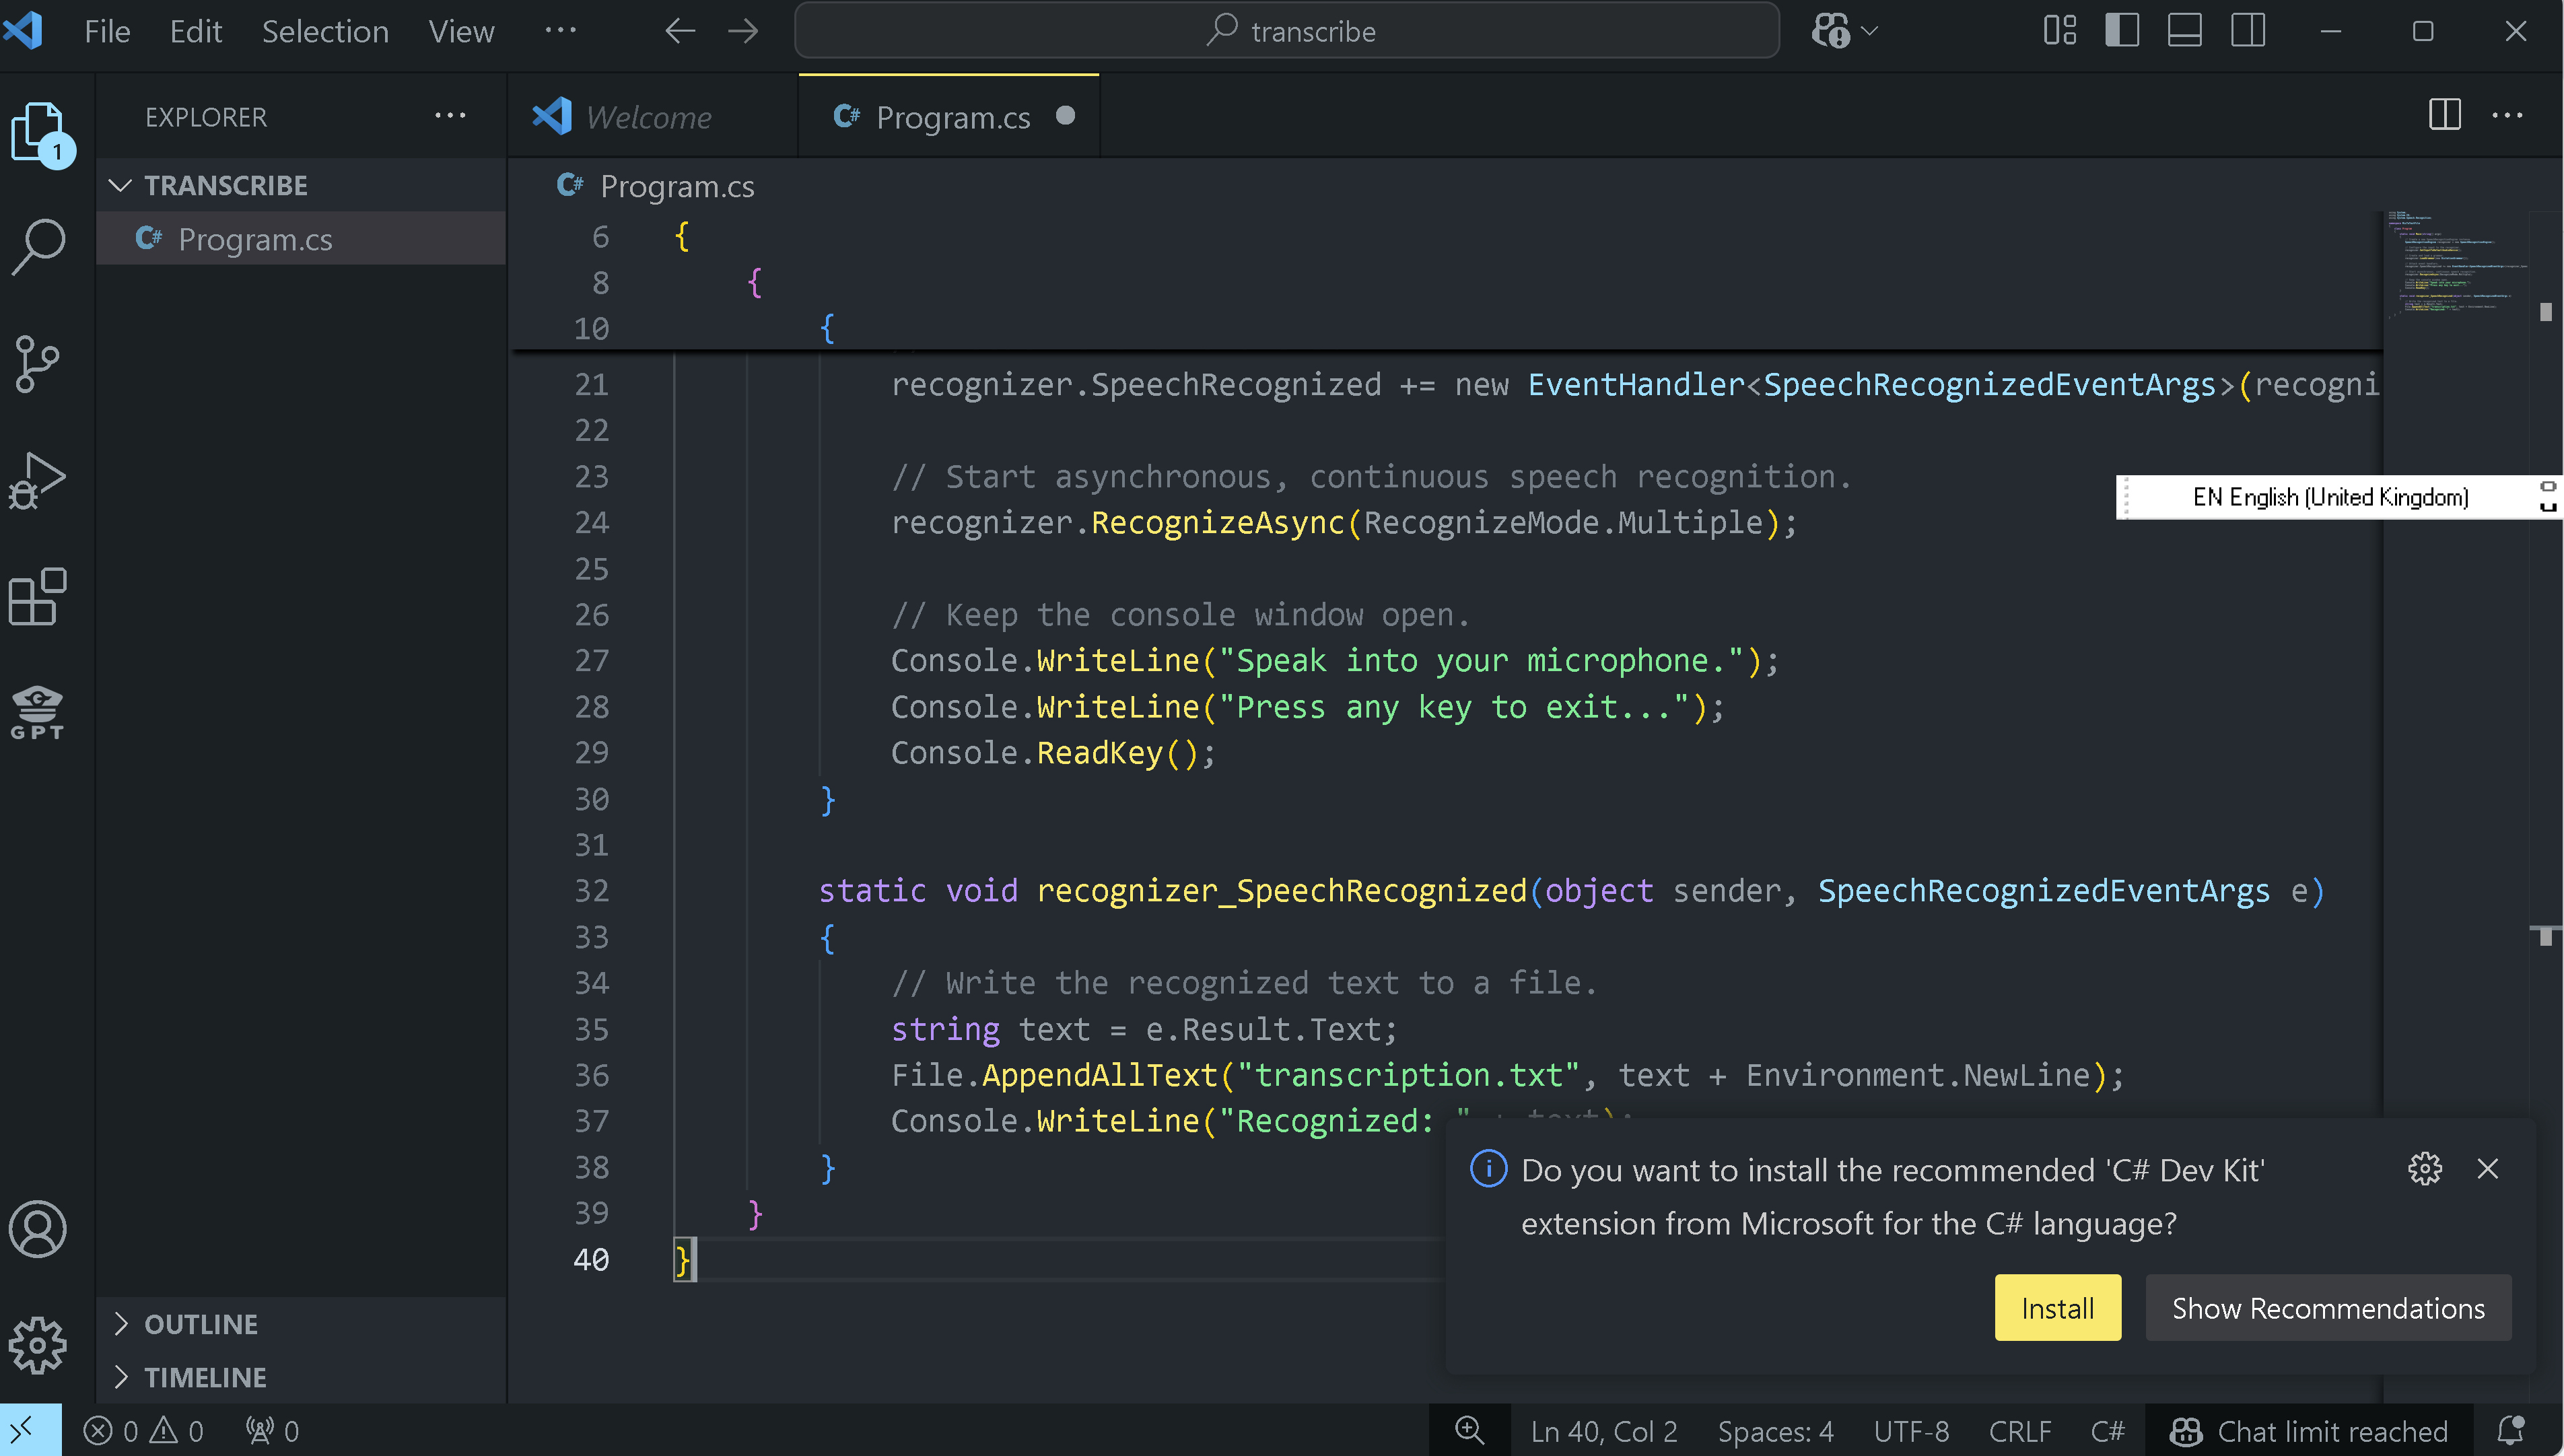 File Edit Selection View ··· transcribe
EXPLORER ···
TRANSCRIBE
Program.cs
OUTLINE
TIMELINE
1
GPT
Welcome
Program.cs
Program.cs
6 {
8 {
10 {
21 recognizer.SpeechRecognized += new EventHandler<SpeechRecognizedEventArgs>(recogni
22
23 // Start asynchronous, continuous speech recognition.
24 recognizer.RecognizeAsync(RecognizeMode.Multiple);
25
26 // Keep the console window open.
27 Console.WriteLine("Speak into your microphone.");
28 Console.WriteLine("Press any key to exit...");
29 Console.ReadKey();
30 }
31
32 static void recognizer_SpeechRecognized(object sender, SpeechRecognizedEventArgs e)
33 {
34 // Write the recognized text to a file.
35 string text = e.Result.Text;
36 File.AppendAllText("transcription.txt", text + Environment.NewLine);
37 Console.WriteLine("Recognized: " + text);
38 }
39 }
40 }
EN English (United Kingdom)
Do you want to install the recommended 'C# Dev Kit'
extension from Microsoft for the C# language?
Install Show Recommendations
0 0 0 Ln 40, Col 2 Spaces: 4 UTF-8 CRLF C# Chat limit reached